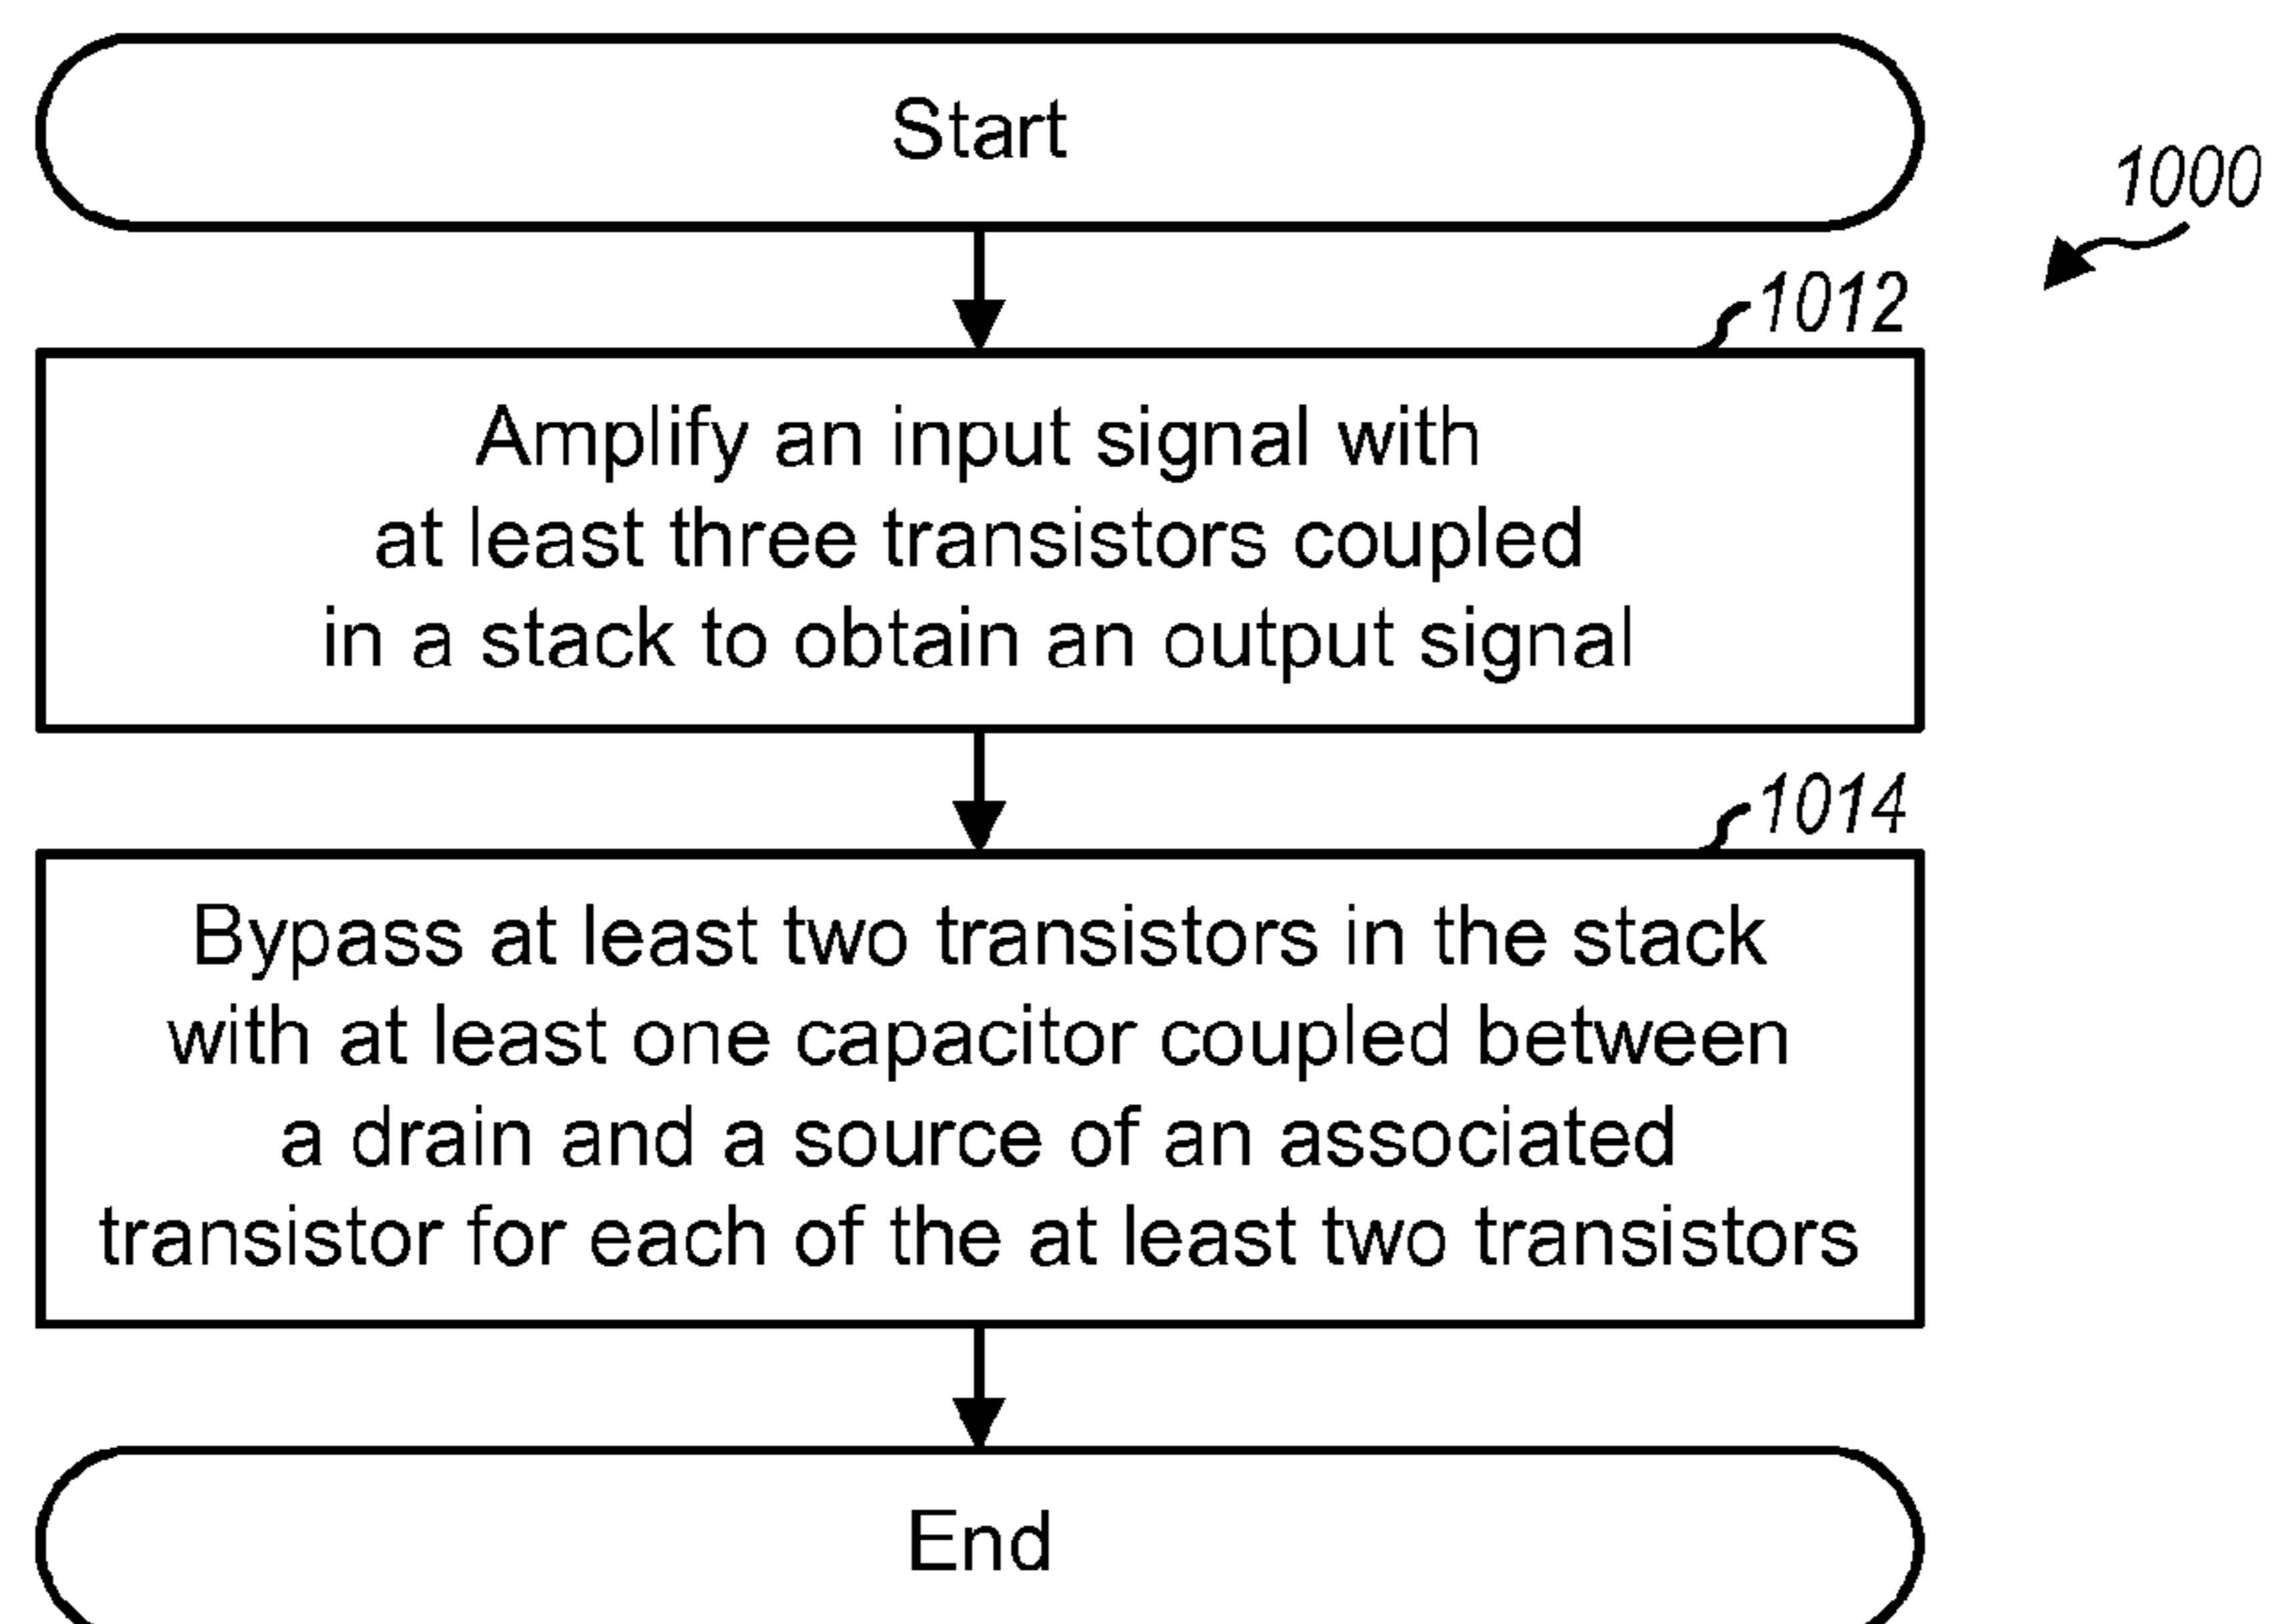 Start
1000
1012
Amplify an input signal with
at least three transistors coupled
in a stack to obtain an output signal
1014
Bypass at least two transistors in the stack
with at least one capacitor coupled between
a drain and a source of an associated
transistor for each of the at least two transistors
End